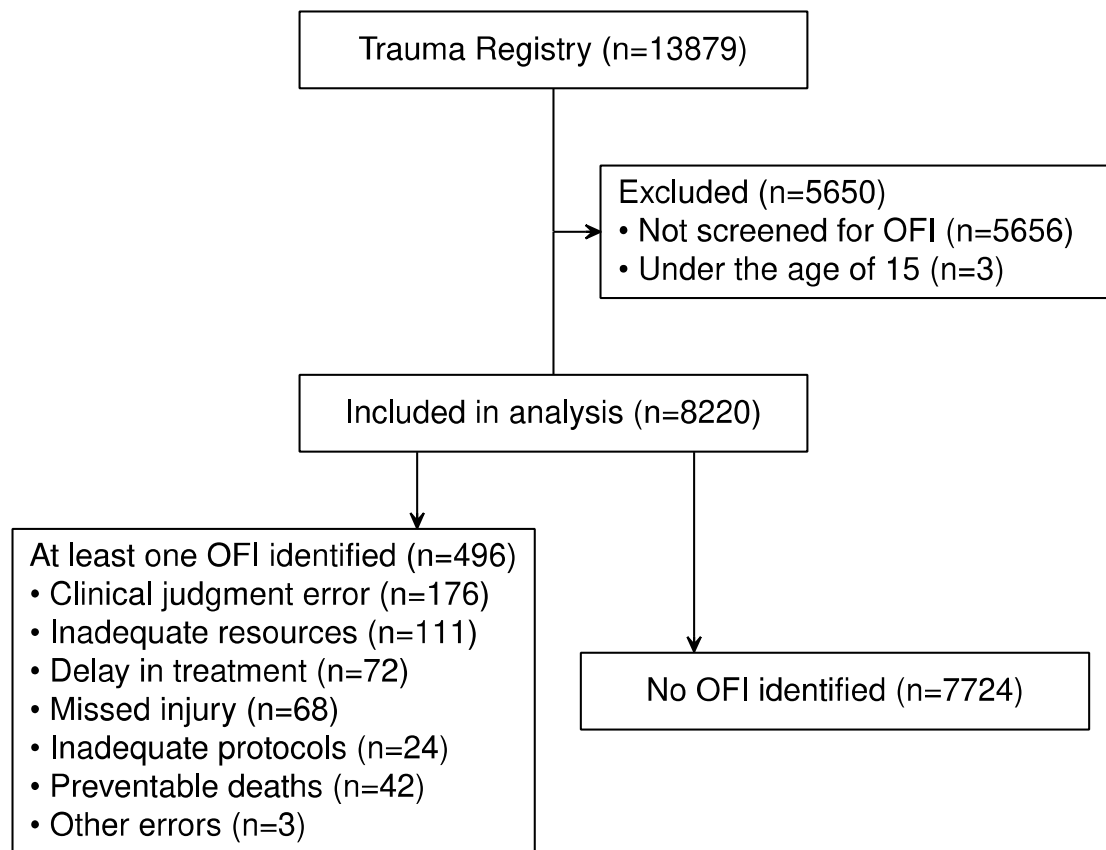 Trauma Registry (n=13879)
Excluded (n=5650)
• Not screened for OFI (n=5656)
• Under the age of 15 (n=3)
Included in analysis (n=8220)
At least one OFI identified (n=496)
• Clinical judgment error (n=176)
• Inadequate resources (n=111)
• Delay in treatment (n=72)
• Missed injury (n=68)
• Inadequate protocols (n=24)
• Preventable deaths (n=42)
• Other errors (n=3)
No OFI identified (n=7724)